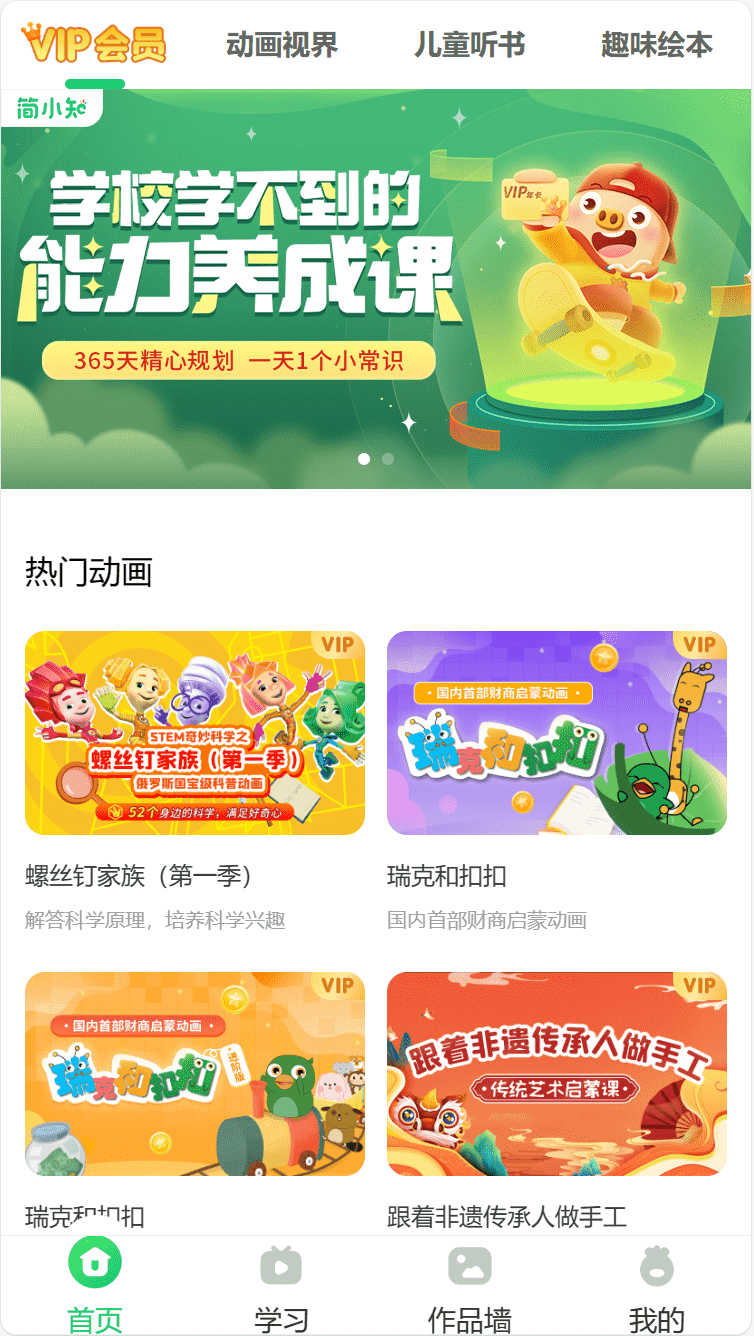 VIP会员
动画视界
儿童听书
趣味绘本
简小知
学校学不到的
能力养成课
365天精心规划 一天1个小常识
VIP年卡
热门动画
VIP
STEM奇妙科学之
螺丝钉家族（第一季）
俄罗斯国宝级科普动画
52个身边的科学，满足好奇心
VIP
·国内首部财商启蒙动画·
瑞克和扣扣
螺丝钉家族（第一季）
瑞克和扣扣
解答科学原理，培养科学兴趣
国内首部财商启蒙动画
VIP
·国内首部财商启蒙动画·
瑞克和扣扣
进阶版
VIP
跟着非遗传承人做手工
·传统艺术启蒙课·
瑞克和扣扣
跟着非遗传承人做手工
首页
学习
作品墙
我的